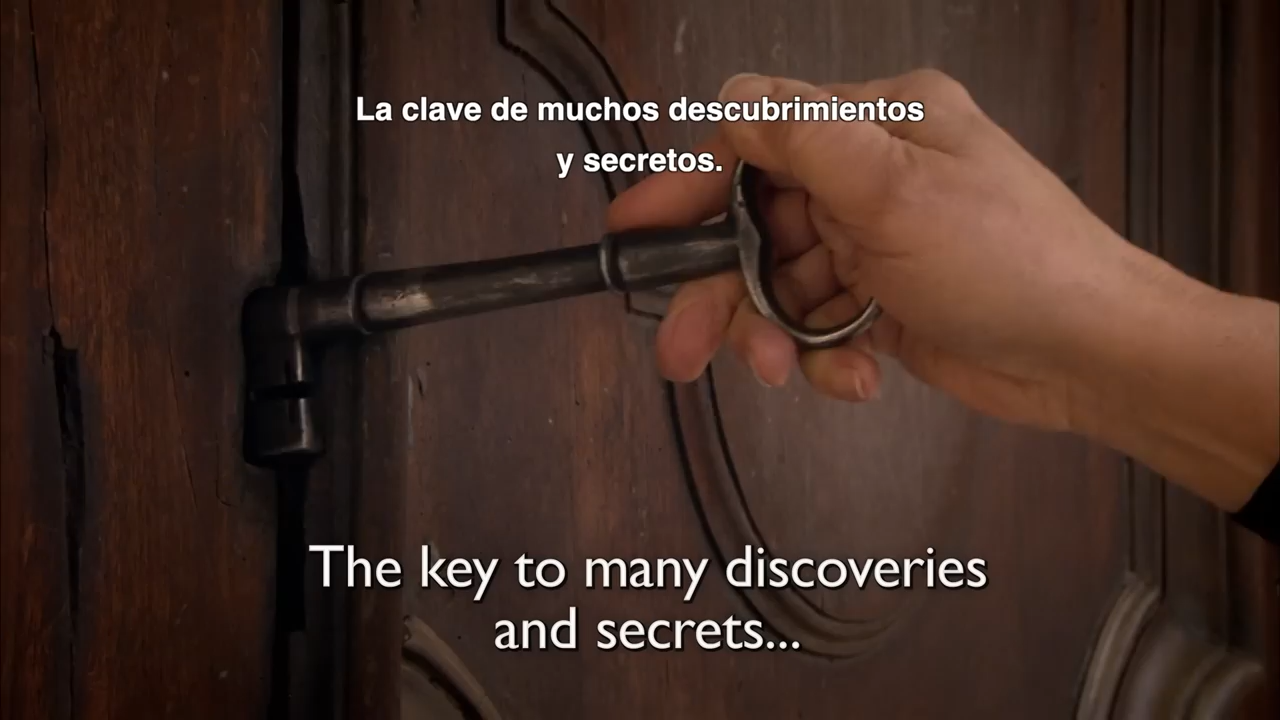 La clave de muchos descubrimientos
y secretos.
The key to many discoveries
and secrets...